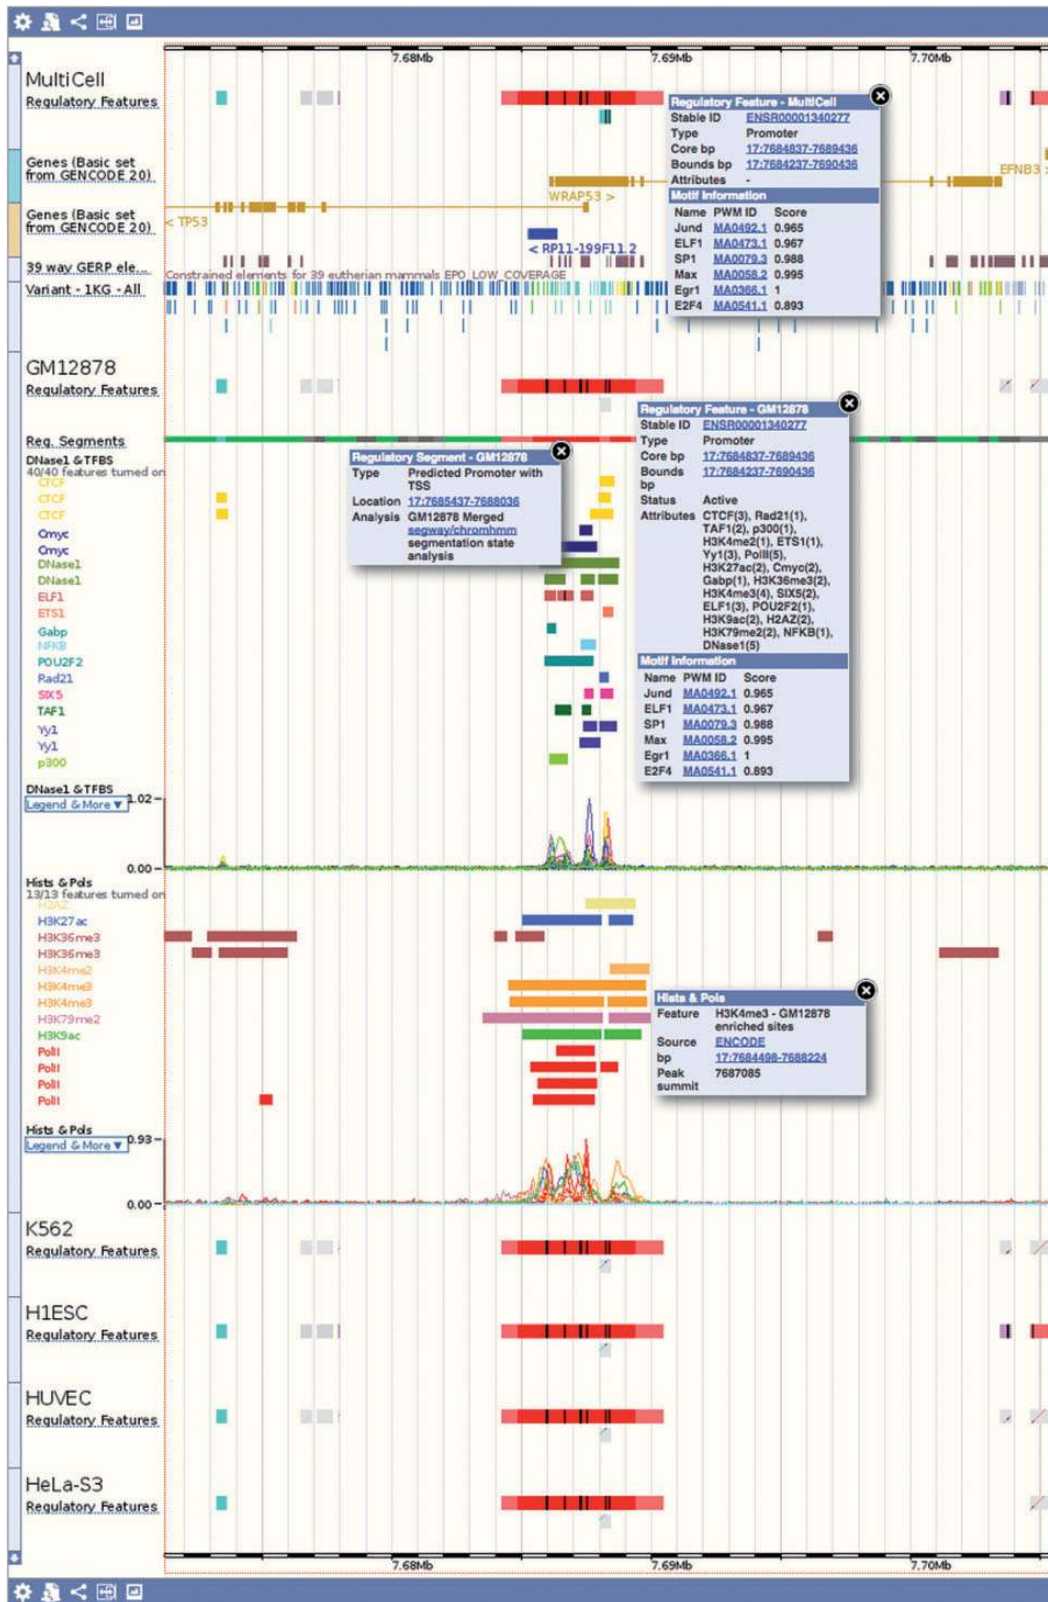 7.68Mb 7.69Mb 7.70Mb
MultiCell
Regulatory Features
Regulatory Feature - MultiCell
Stable ID ENSR00001340277
Type Promoter
Core bp 17:7684837-7689436
Bounds bp 17:7684237-7690436
Attributes -
Motif Information
Name PWM ID Score
Jund MA0492.1 0.965
ELF1 MA0473.1 0.967
SP1 MA0079.3 0.988
Max MA0058.2 0.995
Egr1 MA0366.1 1
E2F4 MA0541.1 0.893
Genes (Basic set
from GENCODE 20)
WRAP53 >
EFNB3 >
Genes (Basic set
from GENCODE 20)
< TP53
< RP11-199F11.2
39 way GERP ele...
Constrained elements for 39 eutherian mammals EPO_LOW_COVERAGE
Variant - 1KG - All
GM12878
Regulatory Features
Regulatory Feature - GM12878
Stable ID ENSR00001340277
Type Promoter
Core bp 17:7684837-7689436
Bounds 17:7684237-7690436
bp
Status Active
Attributes CTCF(3), Rad21(1),
TAF1(2), p300(1),
H3K4me2(1), ETS1(1),
Yy1(3), PolII(5),
H3K27ac(2), Cmyc(2),
Gabp(1), H3K36me3(2),
H3K4me3(4), SIX5(2),
ELF1(3), POU2F2(1),
H3K9ac(2), H2AZ(2),
H3K79me2(2), NFKB(1),
DNase1(5)
Motif Information
Name PWM ID Score
Jund MA0492.1 0.965
ELF1 MA0473.1 0.967
SP1 MA0079.3 0.988
Max MA0058.2 0.995
Egr1 MA0366.1 1
E2F4 MA0541.1 0.893
Reg. Segments
Regulatory Segment - GM12878
Type Predicted Promoter with
TSS
Location 17:7685437-7688036
Analysis GM12878 Merged
segway/chromhmm
segmentation state
analysis
DNase1 & TFBS
40/40 features turned on
CTCF
CTCF
CTCF
Cmyc
Cmyc
DNase1
DNase1
ELF1
ETS1
Gabp
NFKB
POU2F2
Rad21
SIX5
TAF1
Yy1
Yy1
p300
DNase1 & TFBS
Legend & More ▼
1.02
0.00
Hists & Pols
13/13 features turned on
H2AZ
H3K27ac
H3K36me3
H3K36me3
H3K4me2
H3K4me3
H3K4me3
H3K79me2
H3K9ac
PolII
PolII
PolII
PolII
Hists & Pols
Feature H3K4me3 - GM12878
enriched sites
Source ENCODE
bp 17:7684498-7688224
Peak 7687085
summit
Hists & Pols
Legend & More ▼
0.93
0.00
K562
Regulatory Features
H1ESC
Regulatory Features
HUVEC
Regulatory Features
HeLa-S3
Regulatory Features
7.68Mb 7.69Mb 7.70Mb